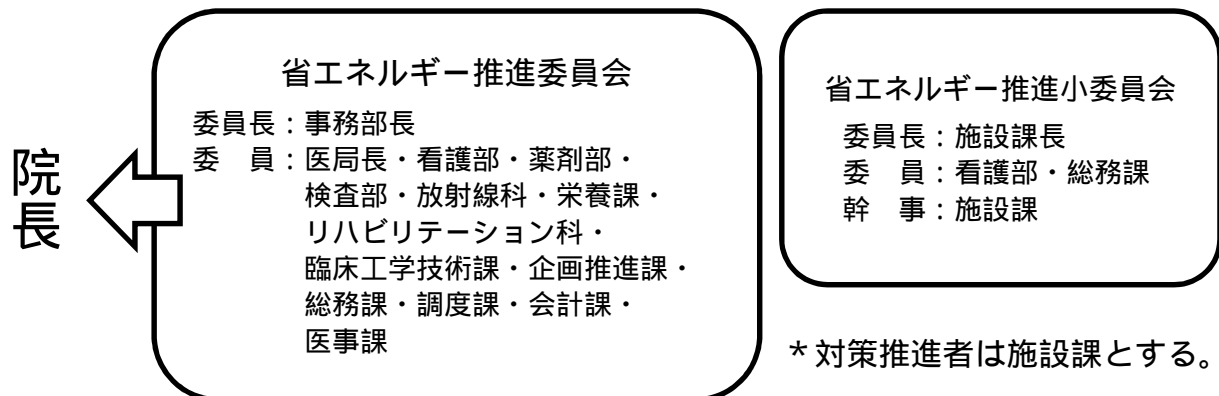 院長
省エネルギー推進委員会
委員長：事務部長
委　員：医局長・看護部・薬剤部・
検査部・放射線科・栄養課・
リハビリテーション科・
臨床工学技術課・企画推進課・
総務課・調度課・会計課・
医事課
省エネルギー推進小委員会
委員長：施設課長
委　員：看護部・総務課
幹　事：施設課
＊対策推進者は施設課とする。